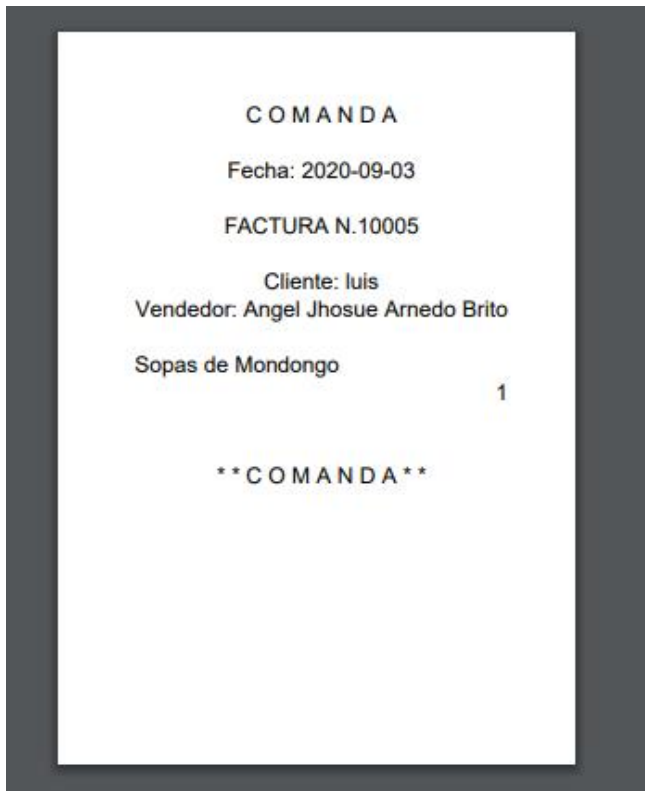 C O M A N D A
Fecha: 2020-09-03
FACTURA N.10005
Cliente: luis
Vendedor: Angel Jhosue Arnedo Brito
Sopas de Mondongo
1
* * C O M A N D A * *